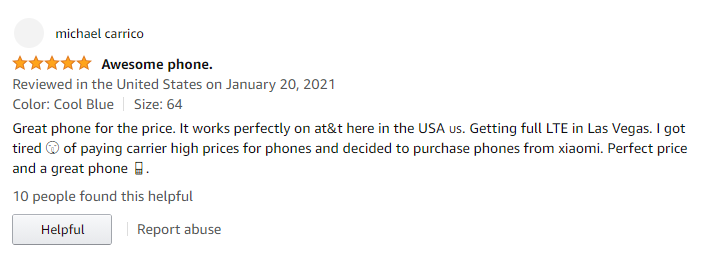 michael carrico
Awesome phone.
Reviewed in the United States on January 20, 2021
Color: Cool Blue | Size: 64
Great phone for the price. It works perfectly on at&t here in the USA us. Getting full LTE in Las Vegas. I got
tired 😲 of paying carrier high prices for phones and decided to purchase phones from xiaomi. Perfect price
and a great phone 📱.
10 people found this helpful
Helpful | Report abuse